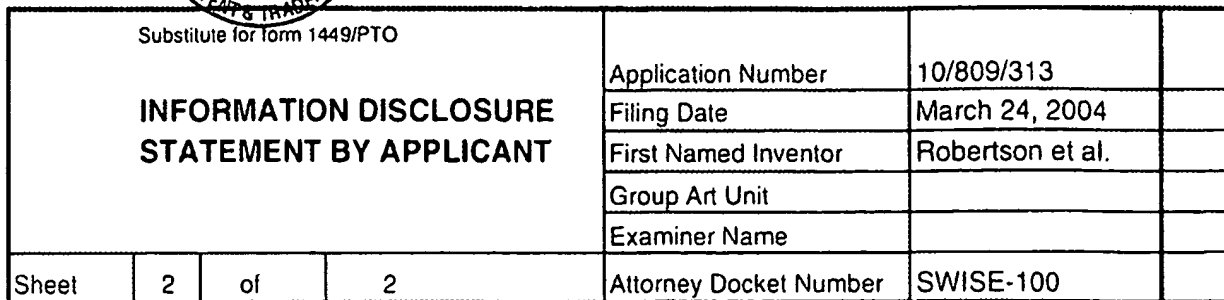 Substitute for form 1449/PTO
INFORMATION DISCLOSURE
STATEMENT BY APPLICANT
Application Number 10/809/313
Filing Date March 24, 2004
First Named Inventor Robertson et al.
Group Art Unit
Examiner Name
Sheet 2 of 2 Attorney Docket Number SWISE-100